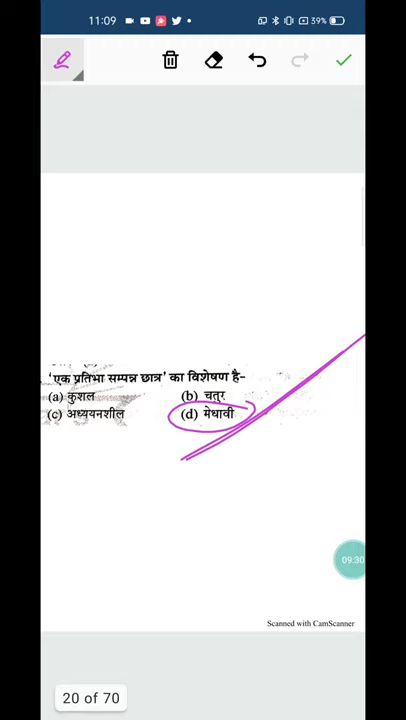 11:09
39%
'एक प्रतिभा सम्पन्न छात्र' का विशेषण है-
(a) कुशल (b) चतुर
(c) अध्ययनशील (d) मेधावी
09:30
Scanned with CamScanner
20 of 70